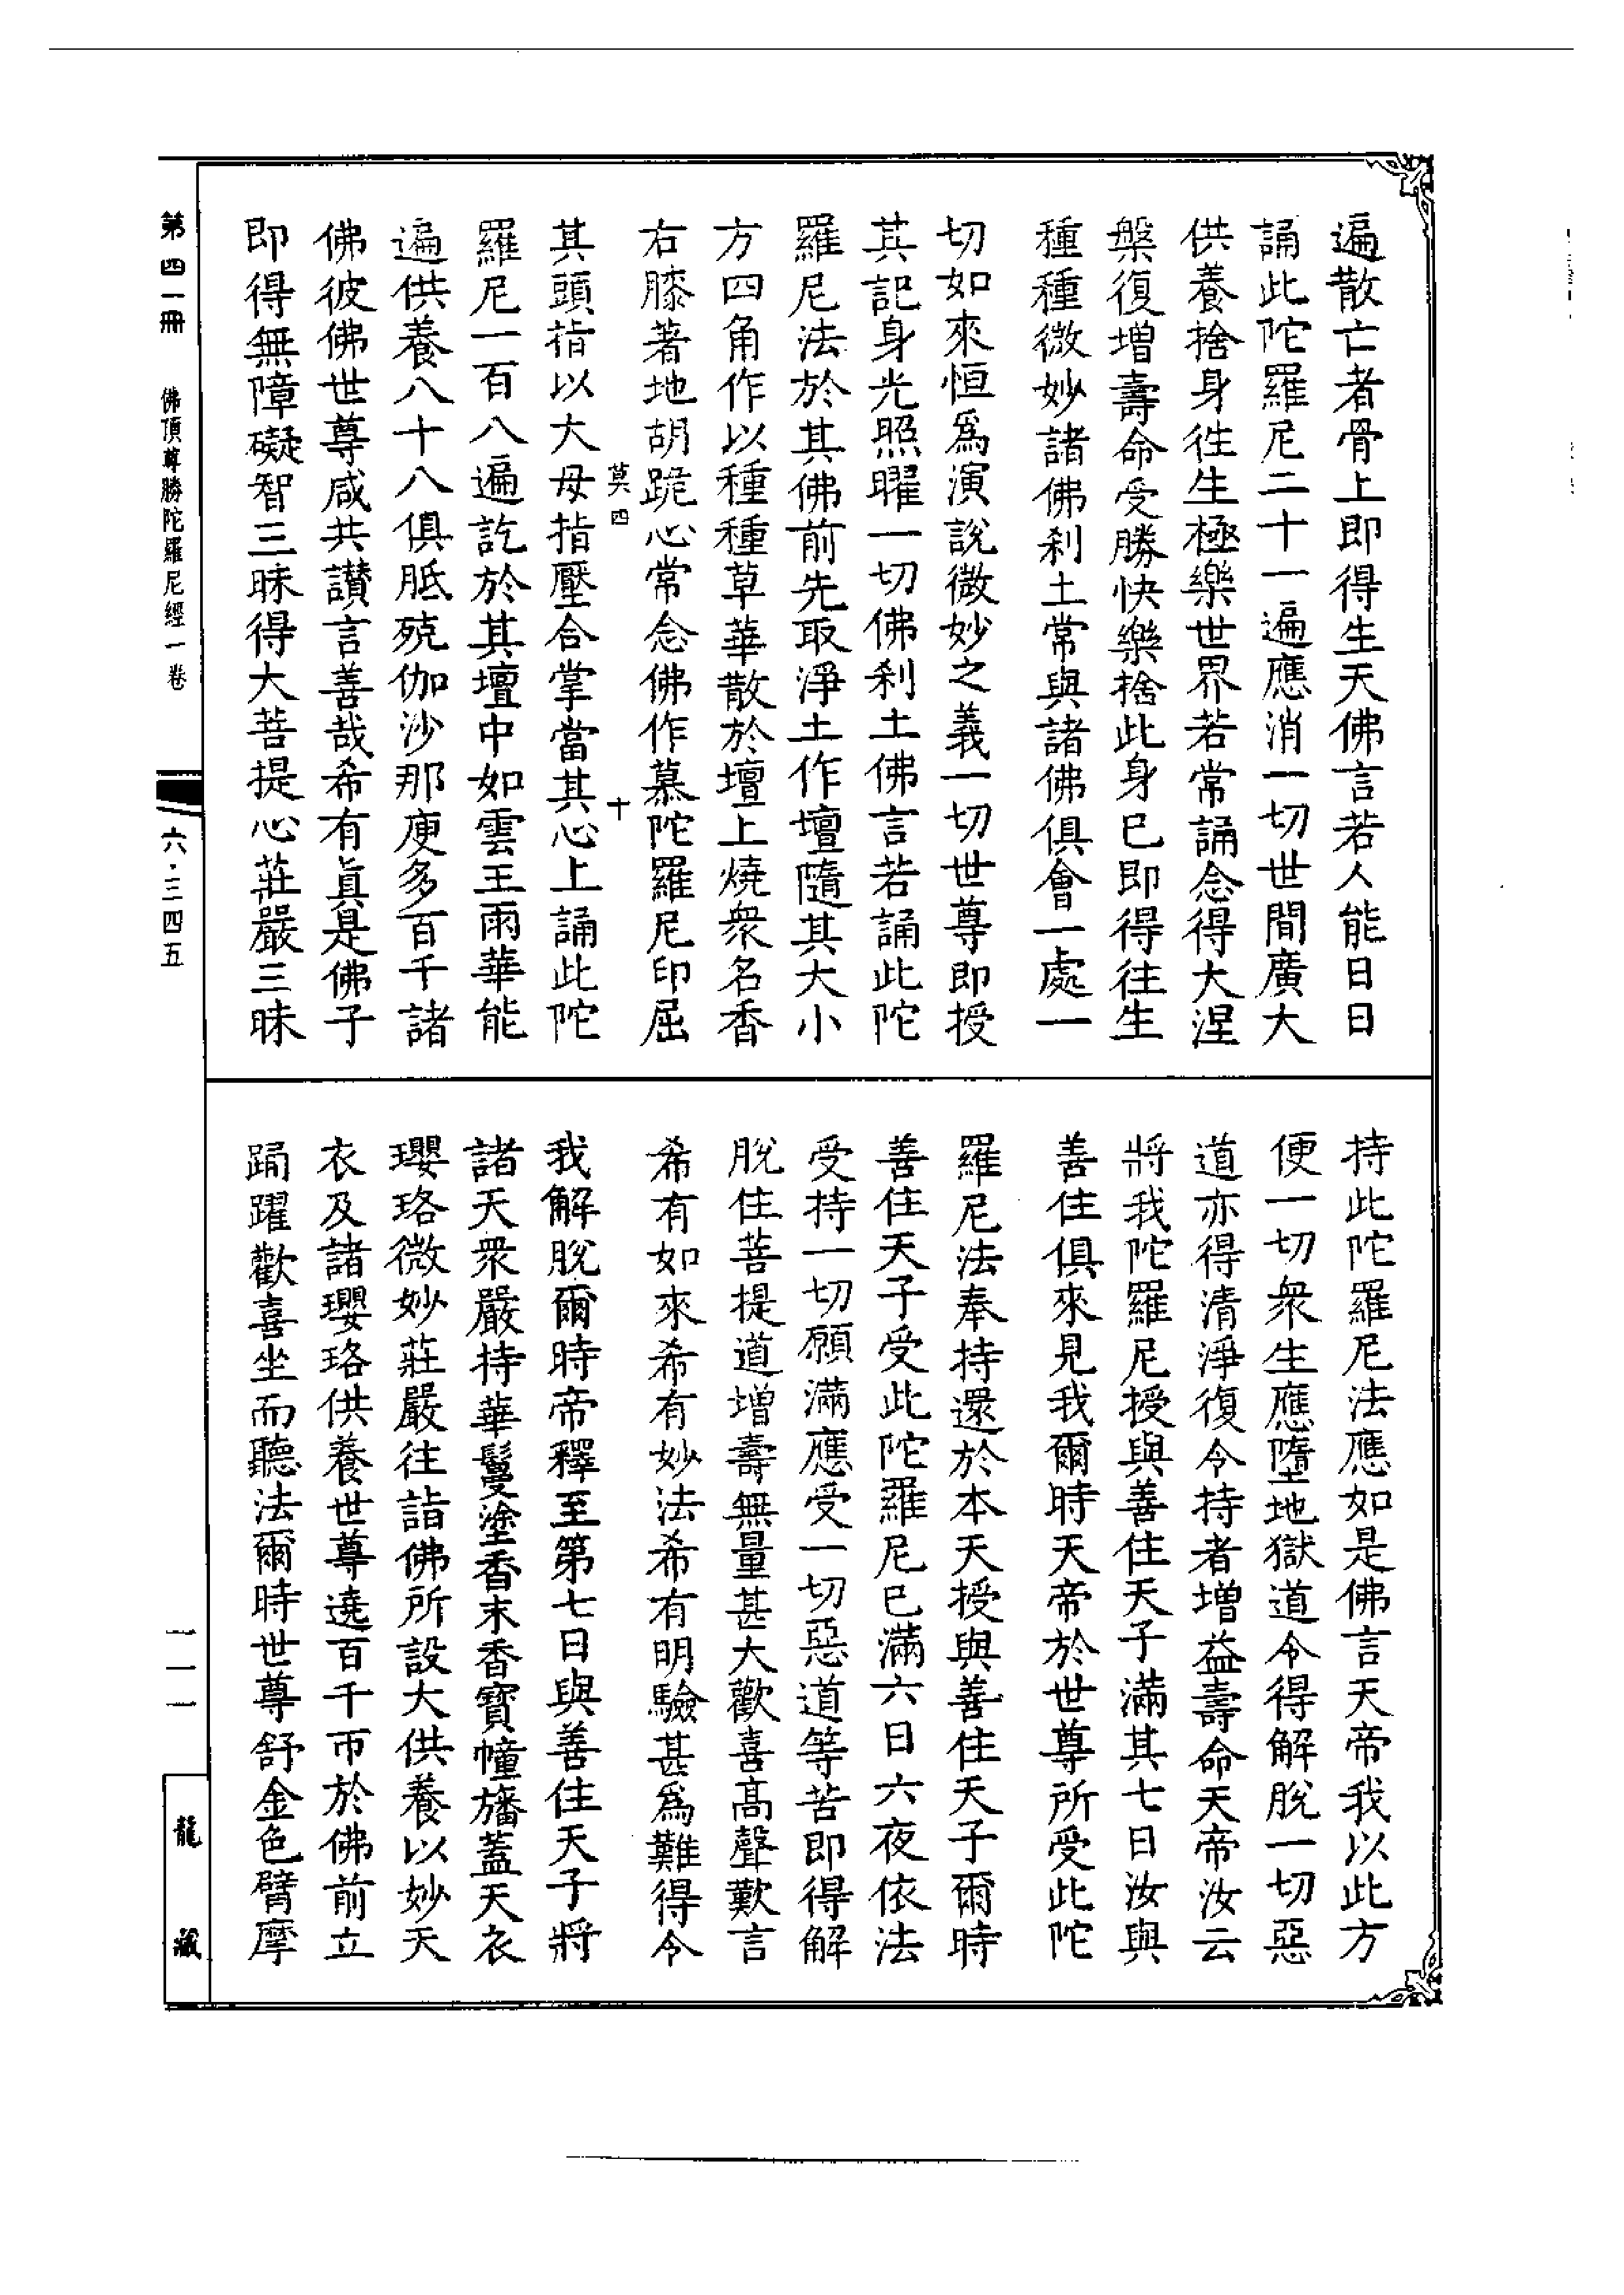 遍散亡者骨上即得生天佛言若人能日日
誦此陀羅尼二十一遍應消一切世間廣大
供養捨身徃生極樂世界若常誦念得大涅
槃復增壽命受勝快樂捨此身已即得往生
種種微妙諸佛刹土常與諸佛俱會一處一
切如來恒爲演說微妙之義一切世尊即授
其記身光照曜一切佛刹土佛言若誦此陀
羅尼法於其佛前先取淨土作壇隨其大小
方四角作以種種草華散於壇上燒衆名香
右膝著地胡跪心常念佛作慕陀羅尼印屈
莫四 十
其頭指以大母指壓合掌當其心上誦此陀
羅尼一百八遍訖於其壇中如雲王雨華能
遍供養八十八俱胝殑伽沙那庾多百千諸
佛彼佛世尊咸共讚言善哉希有眞是佛子
即得無障礙智三昧得大菩提心莊嚴三昧
持此陀羅尼法應如是佛言天帝我以此方
便一切衆生應墮地獄道令得解脫一切惡
道亦得清淨復令持者增益壽命天帝汝云
將我陀羅尼授與善住天子滿其七日汝與
善住俱來見我爾時天帝於世尊所受此陀
羅尼法奉持還於本天授與善住天子爾時
善住天子受此陀羅尼已滿六日六夜依法
受持一切願滿應受一切惡道等苦即得解
脫住菩提道增壽無量甚大歡喜高聲歎言
希有如來希有妙法希有明驗甚爲難得令
我解脫爾時帝釋至第七日與善住天子將
諸天衆嚴持華鬘塗香末香寶幢旛蓋天衣
瓔珞微妙莊嚴往詣佛所設大供養以妙天
衣及諸瓔珞供養世尊遶百千帀於佛前立
踊躍歡喜坐而聽法爾時世尊舒金色臂摩
第四一冊 佛頂尊勝陀羅尼經一卷 六·三四五
一一一
龍藏